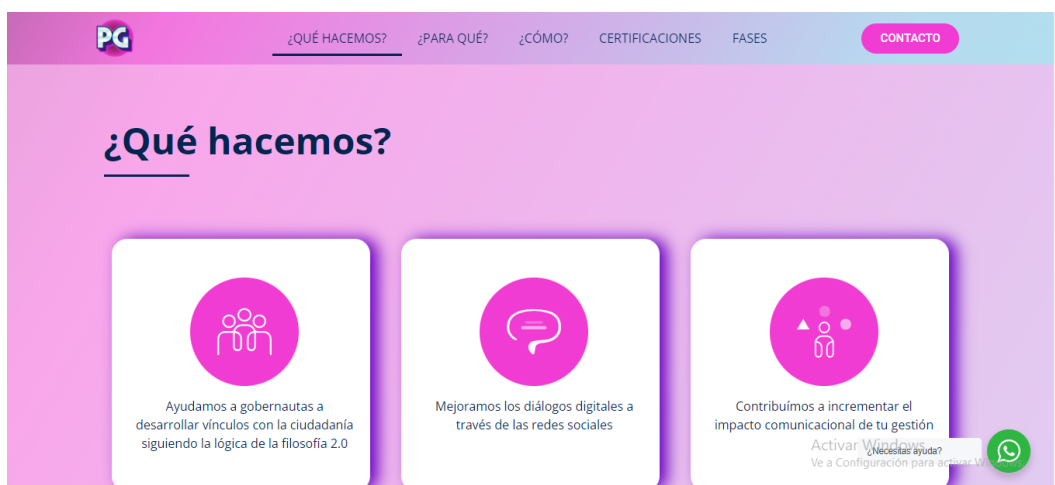 PG
¿QUÉ HACEMOS? ¿PARA QUÉ? ¿CÓMO? CERTIFICACIONES FASES CONTACTO
¿Qué hacemos?
Ayudamos a gobernautas a
desarrollar vínculos con la ciudadanía
siguiendo la lógica de la filosofía 2.0
Mejoramos los diálogos digitales a
través de las redes sociales
Contribuímos a incrementar el
impacto comunicacional de tu gestión
Activar Windows
Ve a Configuración para activar
¿Necesitas ayuda?